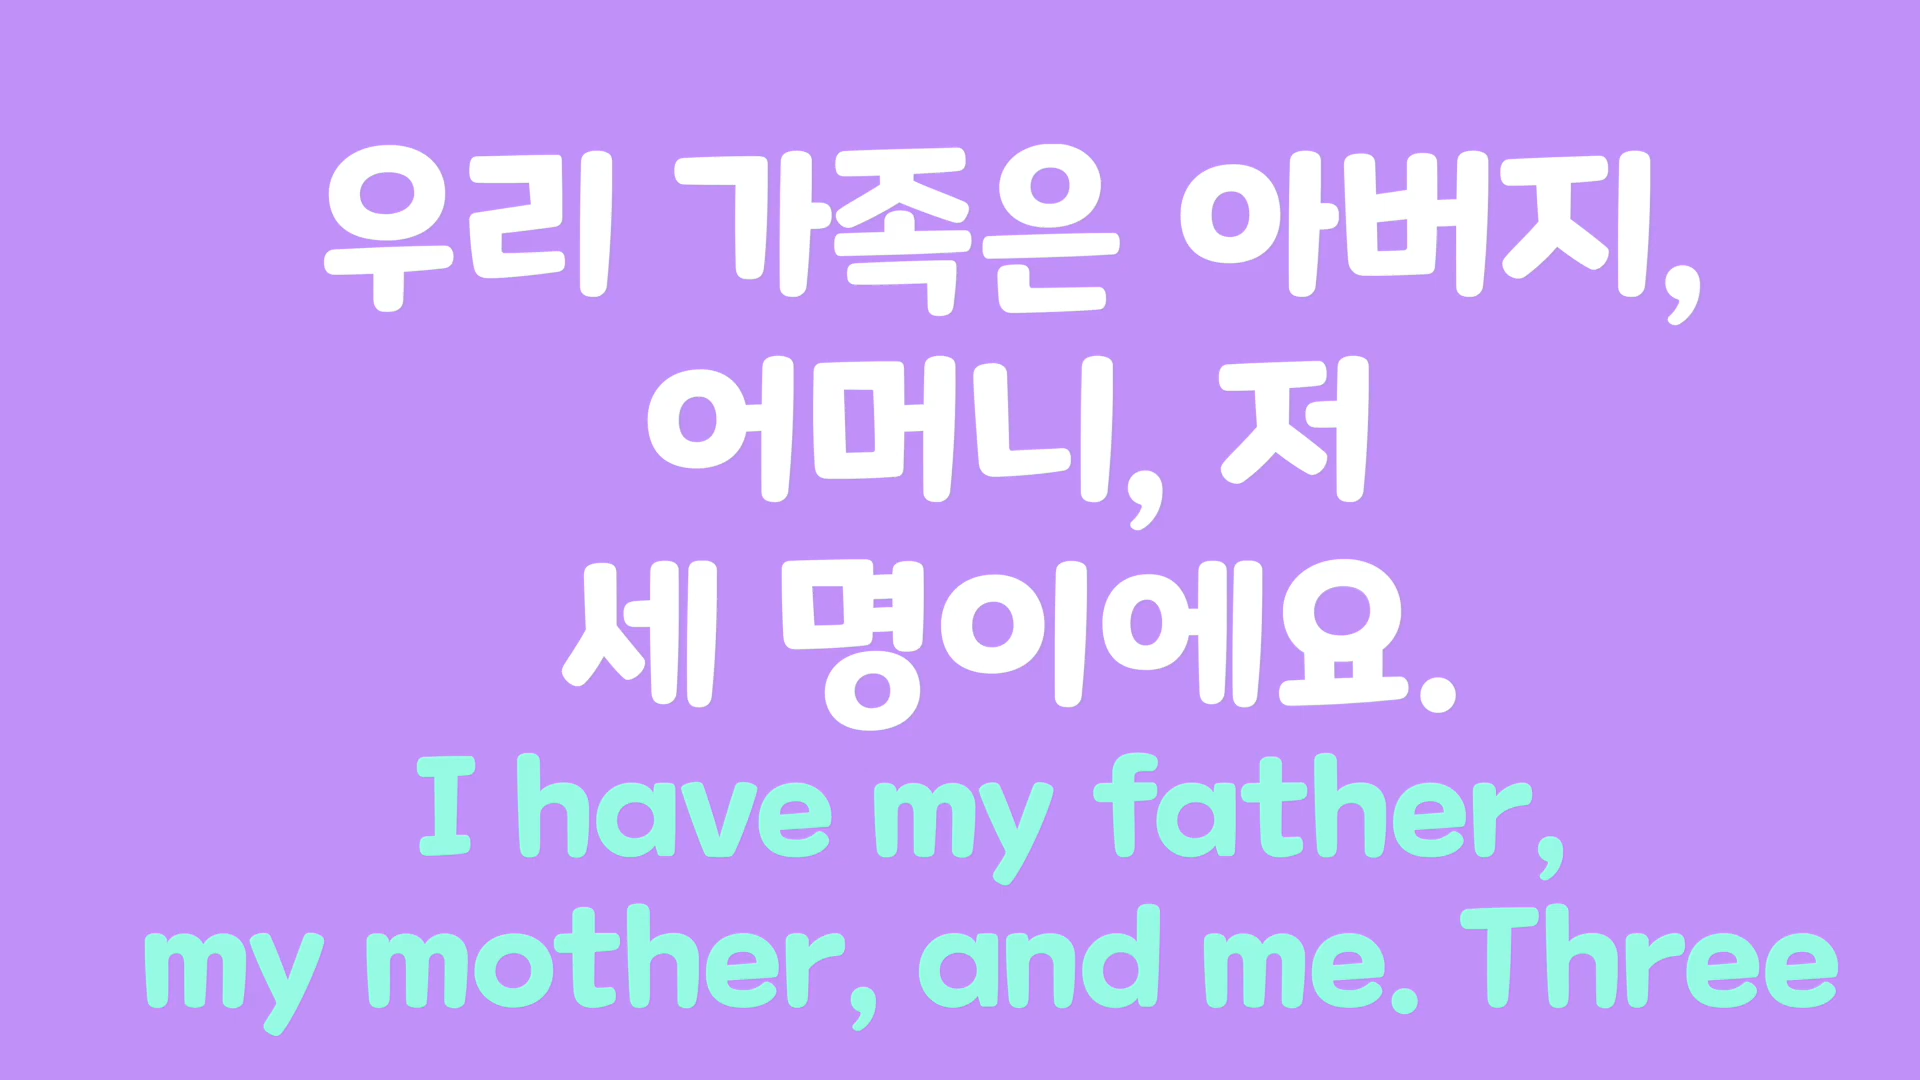 우리 가족은 아버지,
어머니, 저
세 명이에요.
I have my father,
my mother, and me. Three